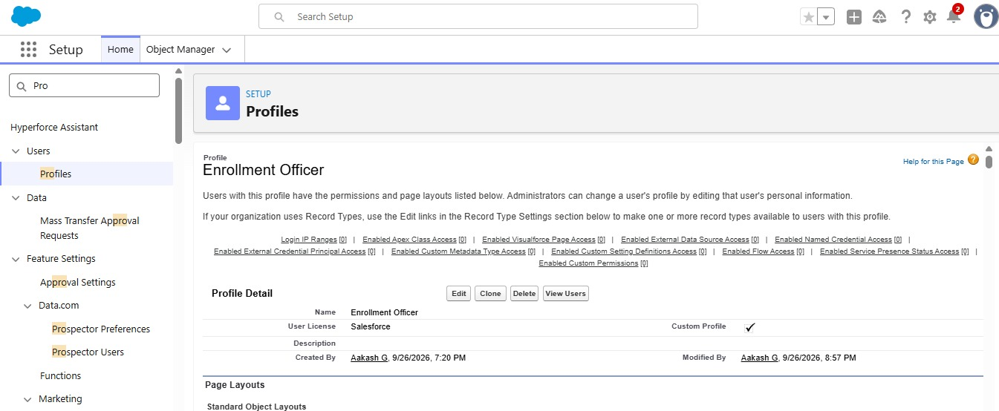 Search Setup
2
Setup
Home
Object Manager
Pro
Hyperforce Assistant
Users
Profiles
Data
Mass Transfer Approval
Requests
Feature Settings
Approval Settings
Data.com
Prospector Preferences
Prospector Users
Functions
Marketing
SETUP
Profiles
Profile
Enrollment Officer
Help for this Page ?
Users with this profile have the permissions and page layouts listed below. Administrators can change a user's profile by editing that user's personal information.
If your organization uses Record Types, use the Edit links in the Record Type Settings section below to make one or more record types available to users with this profile.
Login IP Ranges [0] | Enabled Apex Class Access [0] | Enabled Visualforce Page Access [0] | Enabled External Data Source Access [0] | Enabled Named Credential Access [0] |
Enabled External Credential Principal Access [0] | Enabled Custom Metadata Type Access [0] | Enabled Custom Setting Definitions Access [0] | Enabled Flow Access [0] | Enabled Service Presence Status Access [0] |
Enabled Custom Permissions [0]
Profile Detail
Edit Clone Delete View Users
Name Enrollment Officer
User License Salesforce Custom Profile ✓
Description
Created By Aakash G, 9/26/2026, 7:20 PM Modified By Aakash G, 9/26/2026, 8:57 PM
Page Layouts
Standard Object Layouts